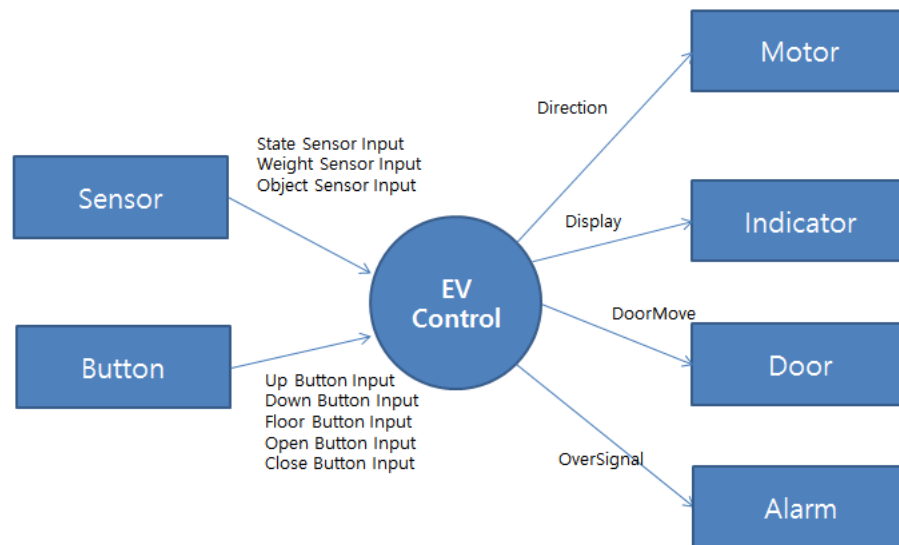 Motor
Direction
State Sensor Input
Weight Sensor Input
Object Sensor Input
Sensor
Display
Indicator
EV
Control
DoorMove
Button
Door
Up Button Input
Down Button Input
Floor Button Input
Open Button Input
Close Button Input
OverSignal
Alarm